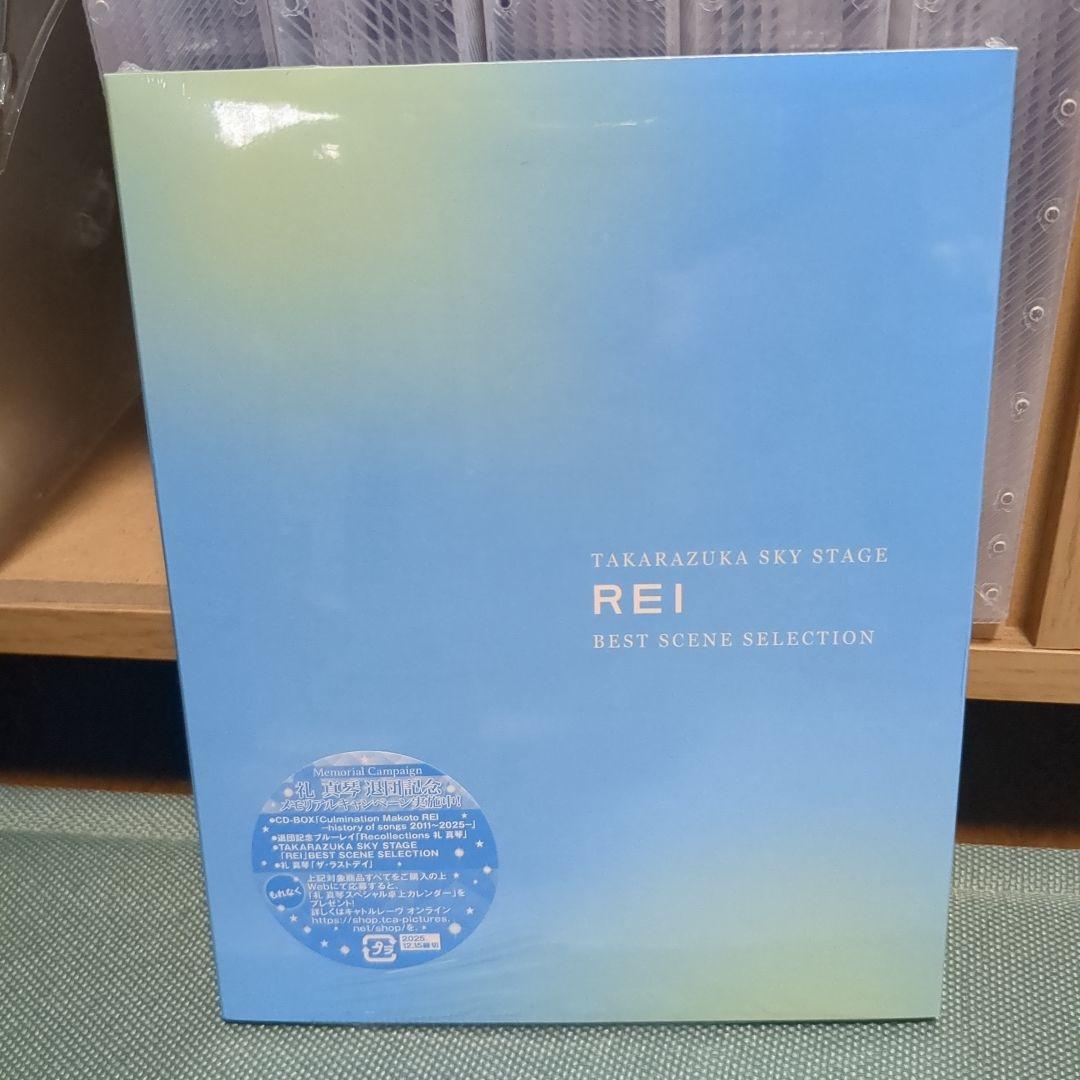 TAKARAZUKA SKY STAGE
REI
BEST SCENE SELECTION
Memorial Campaign
礼 真琴 退団記念
メモリアルキャンペーン実施中!
●CD-BOX「Culmination Makoto REI
―history of songs 2011~2025―」
●退団記念ブルーレイ「Recollections 礼 真琴」
●TAKARAZUKA SKY STAGE
「REI」BEST SCENE SELECTION
●礼 真琴「ザ・ラストデイ」
もれなく
上記対象商品すべてをご購入の上
Webにて応募すると、
「礼 真琴スペシャル卓上カレンダー」を
プレゼント!
詳しくはキャトルレーヴ オンライン
https://shop.tca-pictures.
net/shop/を。
プラ
2025.
12.15締切